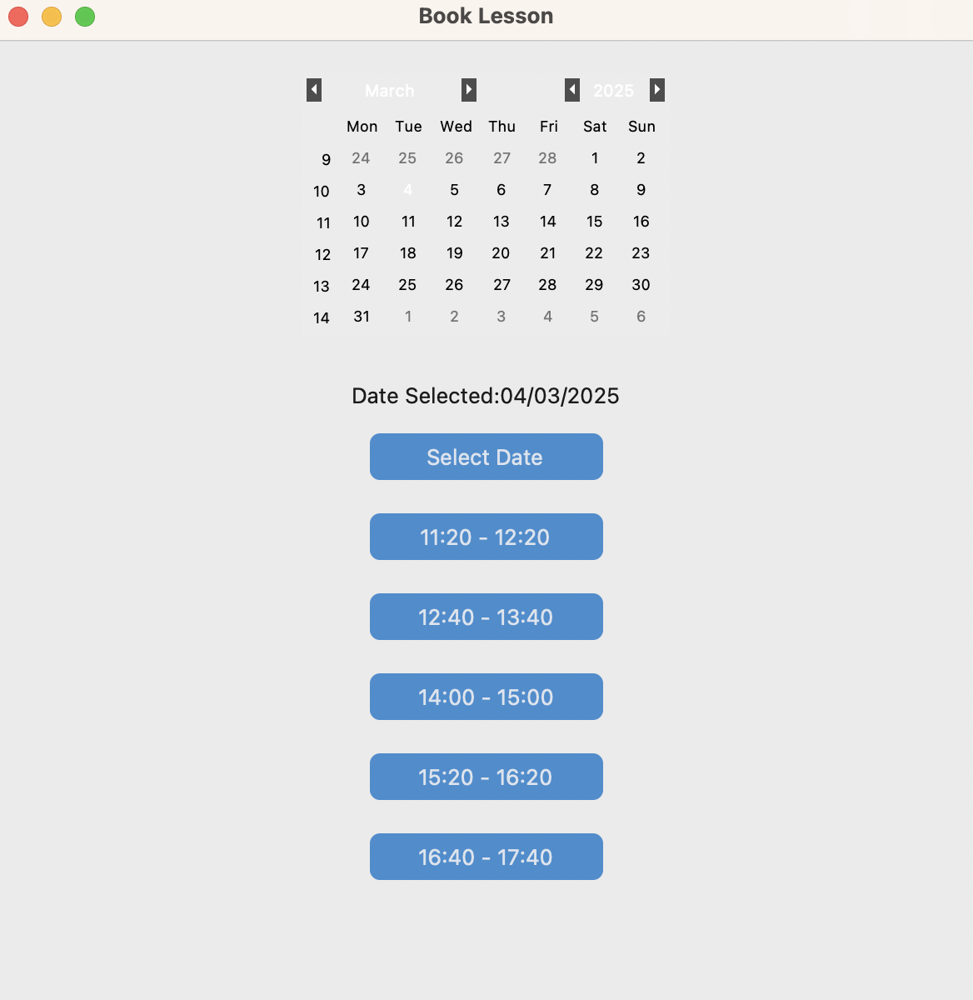 Book Lesson
March 2025
Mon Tue Wed Thu Fri Sat Sun
9 24 25 26 27 28 1 2
10 3 4 5 6 7 8 9
11 10 11 12 13 14 15 16
12 17 18 19 20 21 22 23
13 24 25 26 27 28 29 30
14 31 1 2 3 4 5 6
Date Selected:04/03/2025
Select Date
11:20 - 12:20
12:40 - 13:40
14:00 - 15:00
15:20 - 16:20
16:40 - 17:40